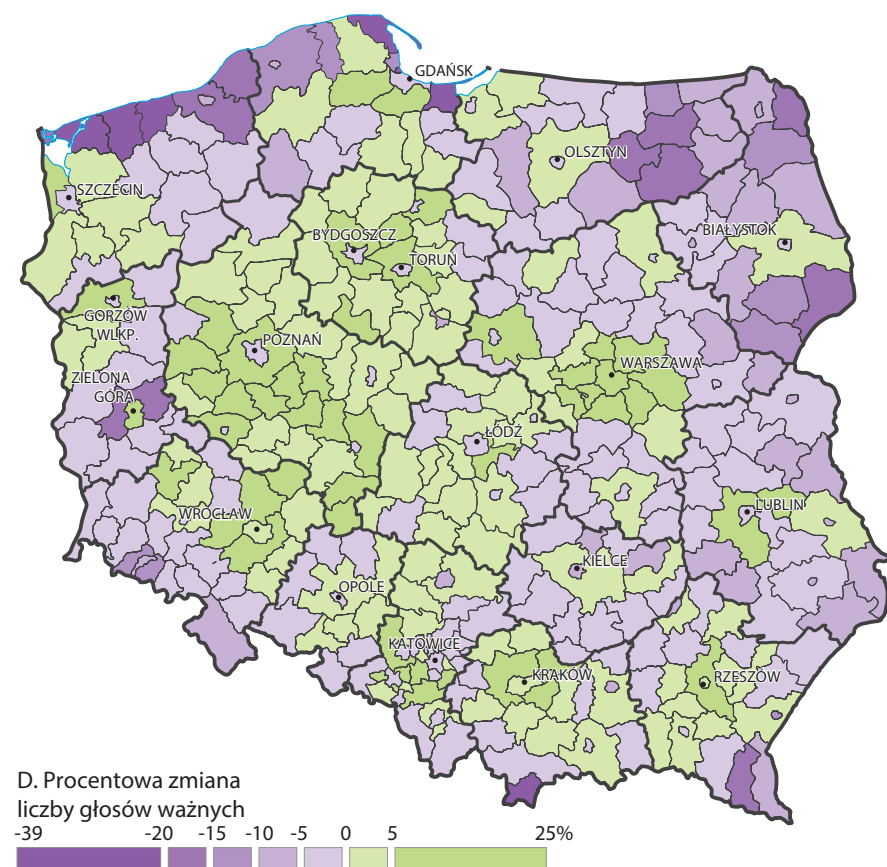 GDAŃSK
OLSZTYN
SZCZECIN
BIAŁYSTOK
BYDGOSZCZ
TORUŃ
GORZÓW
WLKP.
POZNAŃ
WARSZAWA
ZIELONA
GÓRA
ŁÓDŹ
WROCŁAW
LUBLIN
KIELCE
OPOLE
KATOWICE
KRAKÓW
RZESZÓW
D. Procentowa zmiana
liczby głosów ważnych
-39 -20 -15 -10 -5 0 5 25%